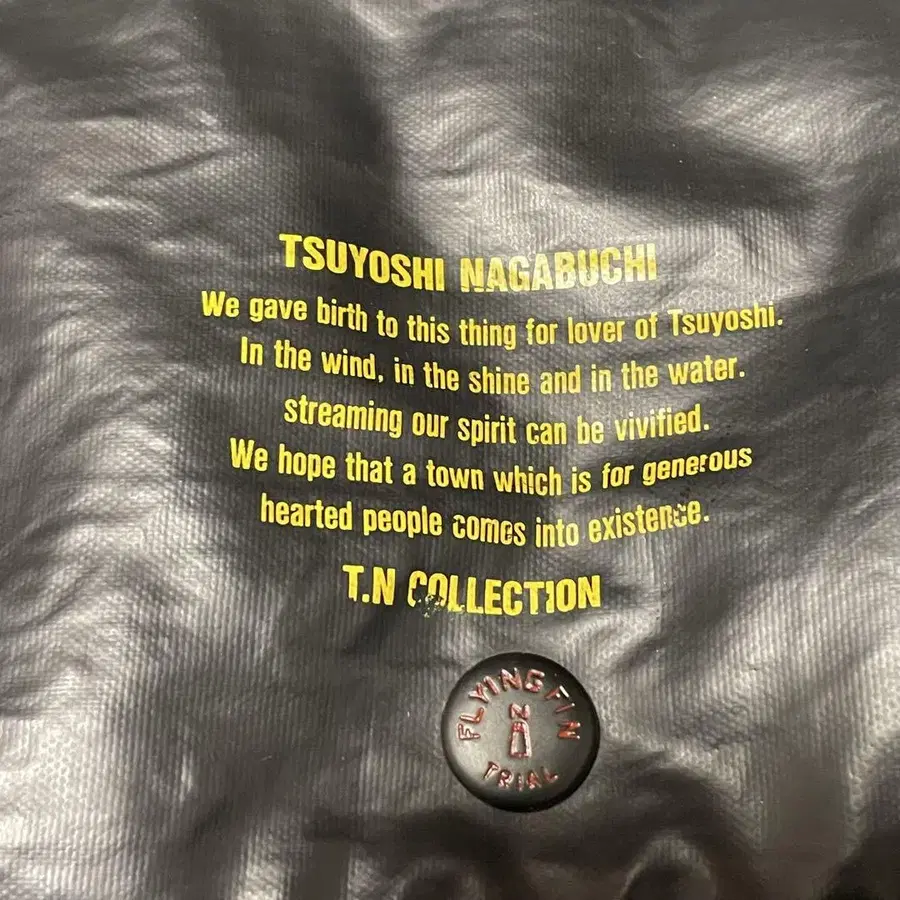 TSUYOSHI NAGABUCHI
We gave birth to this thing for lover of Tsuyoshi.
In the wind, in the shine and in the water.
streaming our spirit can be vivified.
We hope that a town which is for generous
hearted people comes into existence.
T.N COLLECTION
FLYING FIN
TRIAL